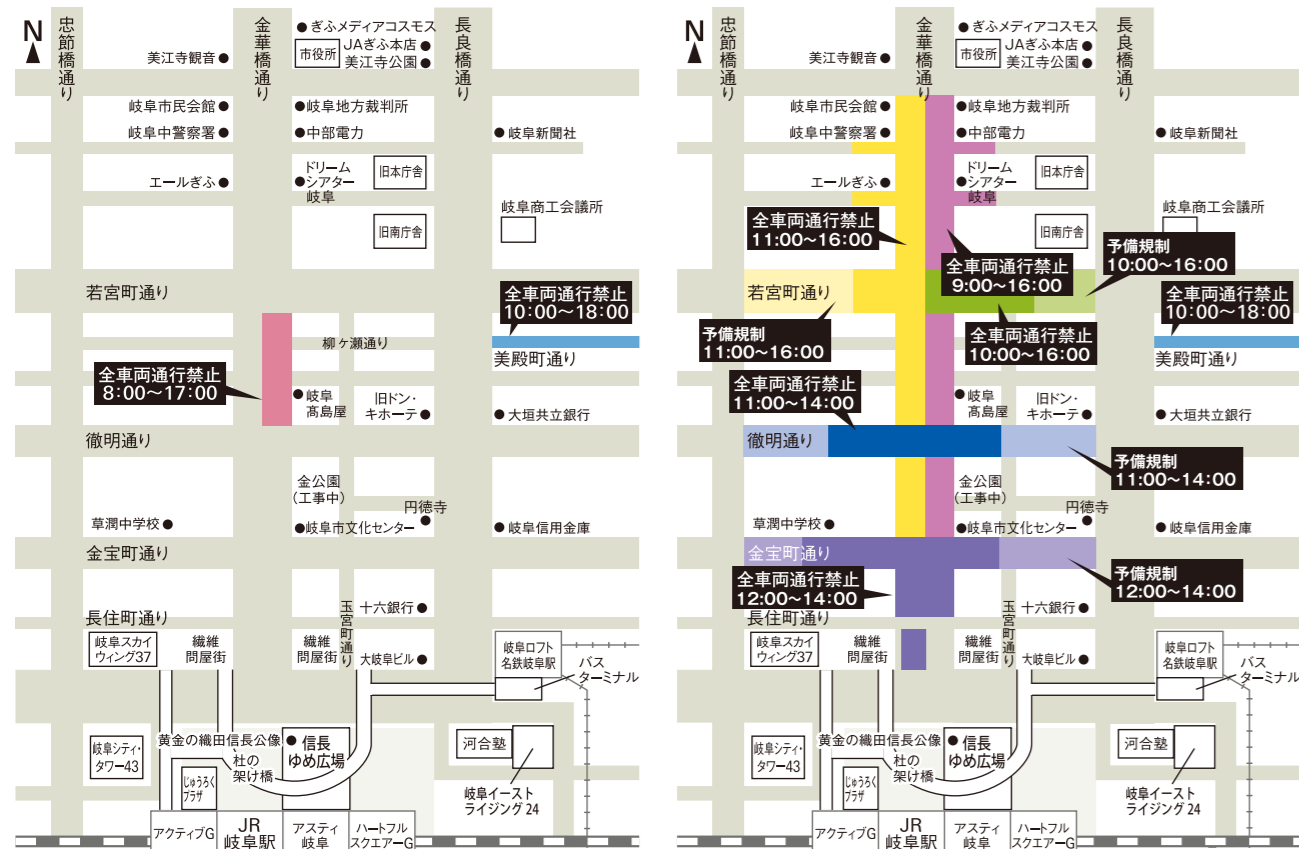 N
忠節橋通り
金華橋通り
長良橋通り
ぎふメディアコスモス
市役所
JAぎふ本店
美江寺公園
美江寺観音
岐阜市民会館
岐阜地方裁判所
岐阜中警察署
中部電力
岐阜新聞社
エールぎふ
ドリーム
シアター
岐阜
旧本庁舎
旧南庁舎
岐阜商工会議所
若宮町通り
全車両通行禁止
10:00〜18:00
柳ヶ瀬通り
美殿町通り
全車両通行禁止
8:00〜17:00
岐阜
髙島屋
旧ドン・
キホーテ
大垣共立銀行
徹明通り
金公園
(工事中)
円徳寺
草潤中学校
岐阜市文化センター
岐阜信用金庫
金宝町通り
長住町通り
玉宮町通り
十六銀行
岐阜スカイ
ウィング37
繊維
問屋街
繊維
問屋街
大岐阜ビル
岐阜ロフト
名鉄岐阜駅
バス
ターミナル
黄金の織田信長公像
信長
ゆめ広場
杜の
架け橋
岐阜シティ・
タワー43
じゅうろく
プラザ
河合塾
岐阜イースト
ライジング24
アクティブG
JR
岐阜駅
アスティ
岐阜
ハートフル
スクエアーG
N
忠節橋通り
金華橋通り
長良橋通り
ぎふメディアコスモス
市役所
JAぎふ本店
美江寺公園
美江寺観音
岐阜市民会館
岐阜地方裁判所
岐阜中警察署
中部電力
岐阜新聞社
エールぎふ
ドリーム
シアター
岐阜
旧本庁舎
旧南庁舎
岐阜商工会議所
全車両通行禁止
11:00〜16:00
全車両通行禁止
9:00〜16:00
予備規制
10:00〜16:00
若宮町通り
予備規制
11:00〜16:00
全車両通行禁止
10:00〜16:00
全車両通行禁止
10:00〜18:00
美殿町通り
全車両通行禁止
11:00〜14:00
岐阜
髙島屋
旧ドン・
キホーテ
大垣共立銀行
徹明通り
予備規制
11:00〜14:00
金公園
(工事中)
円徳寺
草潤中学校
岐阜市文化センター
岐阜信用金庫
金宝町通り
全車両通行禁止
12:00〜14:00
予備規制
12:00〜14:00
長住町通り
玉宮町通り
十六銀行
岐阜スカイ
ウィング37
繊維
問屋街
繊維
問屋街
大岐阜ビル
岐阜ロフト
名鉄岐阜駅
バス
ターミナル
黄金の織田信長公像
信長
ゆめ広場
杜の
架け橋
岐阜シティ・
タワー43
じゅうろく
プラザ
河合塾
岐阜イースト
ライジング24
アクティブG
JR
岐阜駅
アスティ
岐阜
ハートフル
スクエアーG